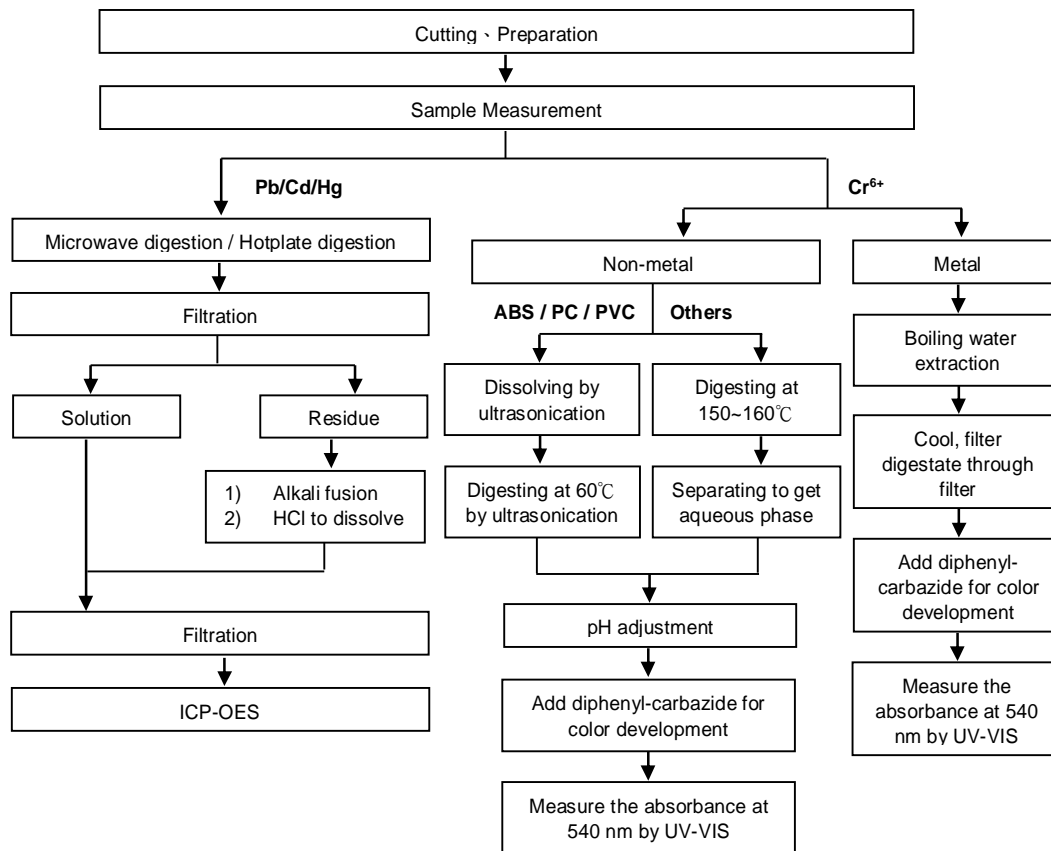 Cutting、Preparation
Sample Measurement
Pb/Cd/Hg
Cr⁶⁺
Microwave digestion / Hotplate digestion
Non-metal
Metal
Filtration
ABS / PC / PVC
Others
Boiling water
extraction
Solution
Residue
Dissolving by
ultrasonication
Digesting at
150~160℃
Cool, filter
digestate through
filter
1) Alkali fusion
2) HCl to dissolve
Digesting at 60℃
by ultrasonication
Separating to get
aqueous phase
Add diphenyl-
carbazide for color
development
Filtration
pH adjustment
ICP-OES
Add diphenyl-carbazide for
color development
Measure the
absorbance at 540
nm by UV-VIS
Measure the absorbance at
540 nm by UV-VIS